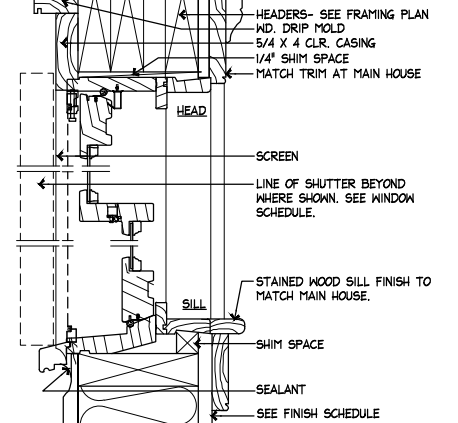 HEADERS- SEE FRAMING PLAN
WD. DRIP MOLD
5/4 X 4 CLR. CASING
1/4" SHIM SPACE
MATCH TRIM AT MAIN HOUSE
HEAD
SCREEN
LINE OF SHUTTER BEYOND
WHERE SHOWN. SEE WINDOW
SCHEDULE.
STAINED WOOD SILL FINISH TO
MATCH MAIN HOUSE.
SILL
SHIM SPACE
SEALANT
SEE FINISH SCHEDULE